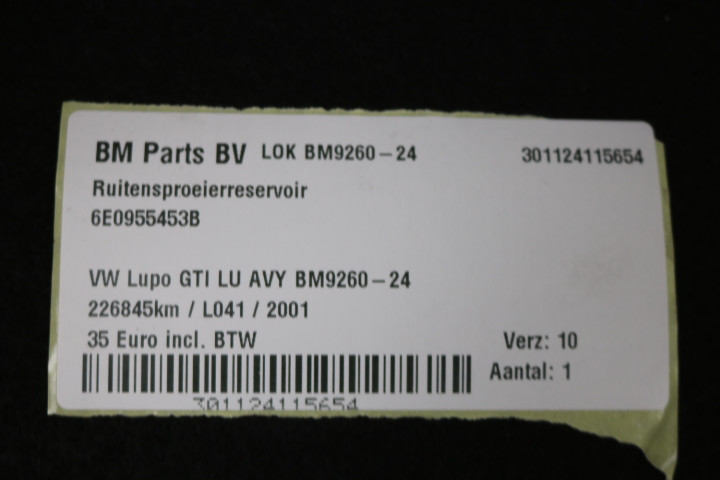 BM Parts BV LOK BM9260-24 301124115654
Ruitensproeierreservoir
6E0955453B
VW Lupo GTI LU AVY BM9260-24
226845km / L041 / 2001
35 Euro incl. BTW Verz: 10
Aantal: 1
301124115654